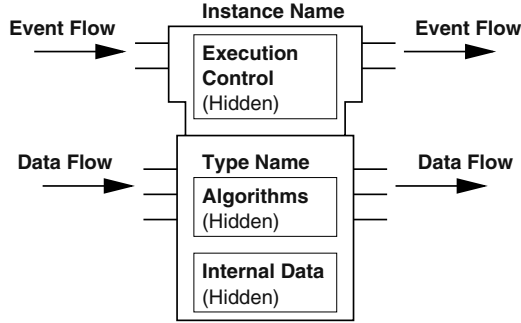 Instance Name
Event Flow
Event Flow
Execution
Control
(Hidden)
Data Flow
Type Name
Data Flow
Algorithms
(Hidden)
Internal Data
(Hidden)